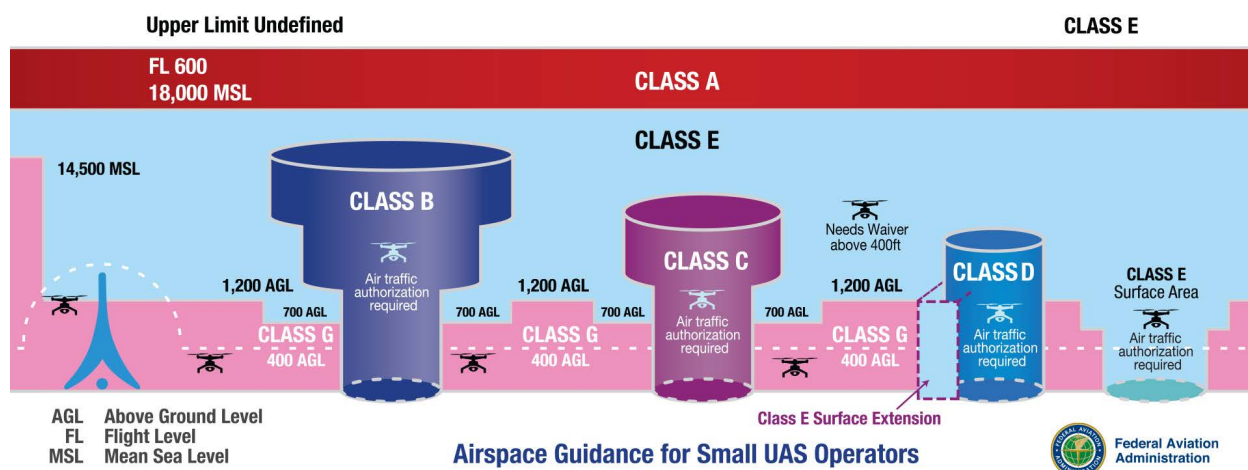 Upper Limit Undefined
CLASS E
FL 600
18,000 MSL
CLASS A
CLASS E
14,500 MSL
CLASS B
Air traffic
authorization
required
CLASS C
Air traffic
authorization
required
Needs Waiver
above 400ft
CLASS D
Air traffic
authorization
required
CLASS E
Surface Area
Air traffic
authorization
required
1,200 AGL
700 AGL
CLASS G
400 AGL
700 AGL
1,200 AGL
CLASS G
400 AGL
700 AGL
700 AGL
1,200 AGL
CLASS G
400 AGL
Class E Surface Extension
AGL Above Ground Level
FL Flight Level
MSL Mean Sea Level
Airspace Guidance for Small UAS Operators
Federal Aviation
Administration